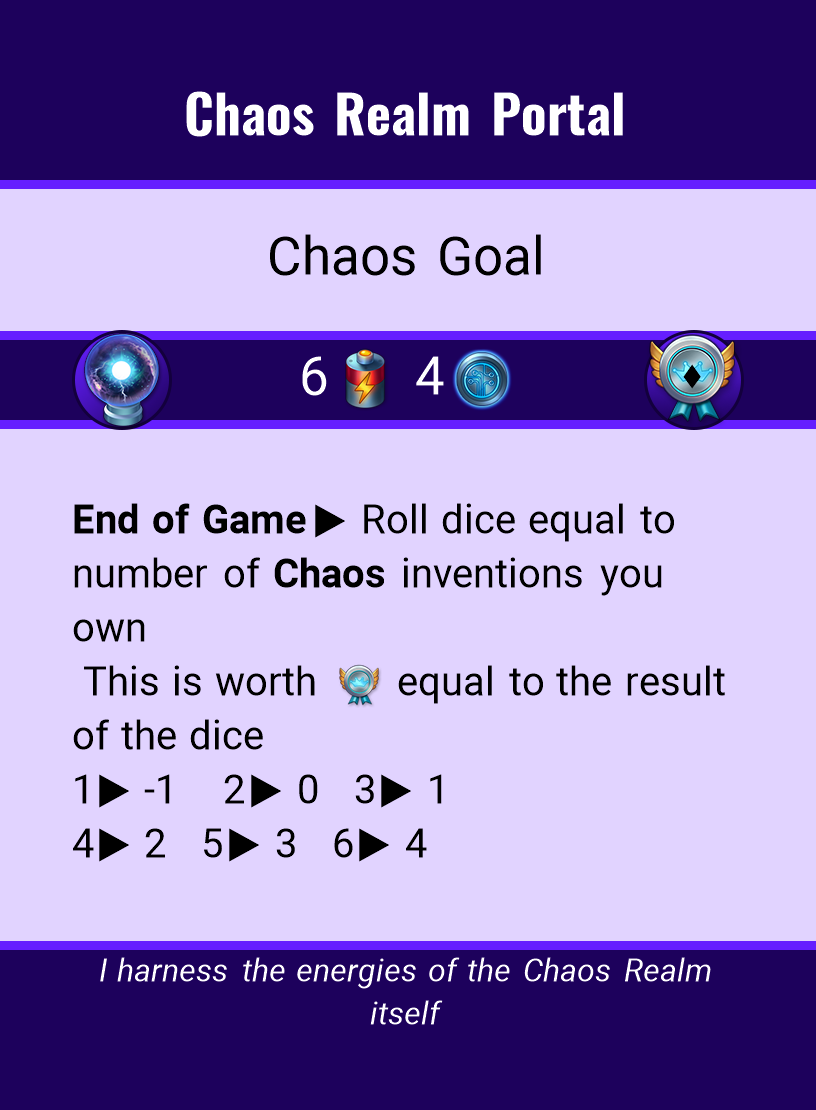 Chaos Realm Portal
Chaos Goal
6 4
End of Game▶ Roll dice equal to
number of Chaos inventions you
own
This is worth equal to the result
of the dice
1▶ -1 2▶ 0 3▶ 1
4▶ 2 5▶ 3 6▶ 4
I harness the energies of the Chaos Realm
itself